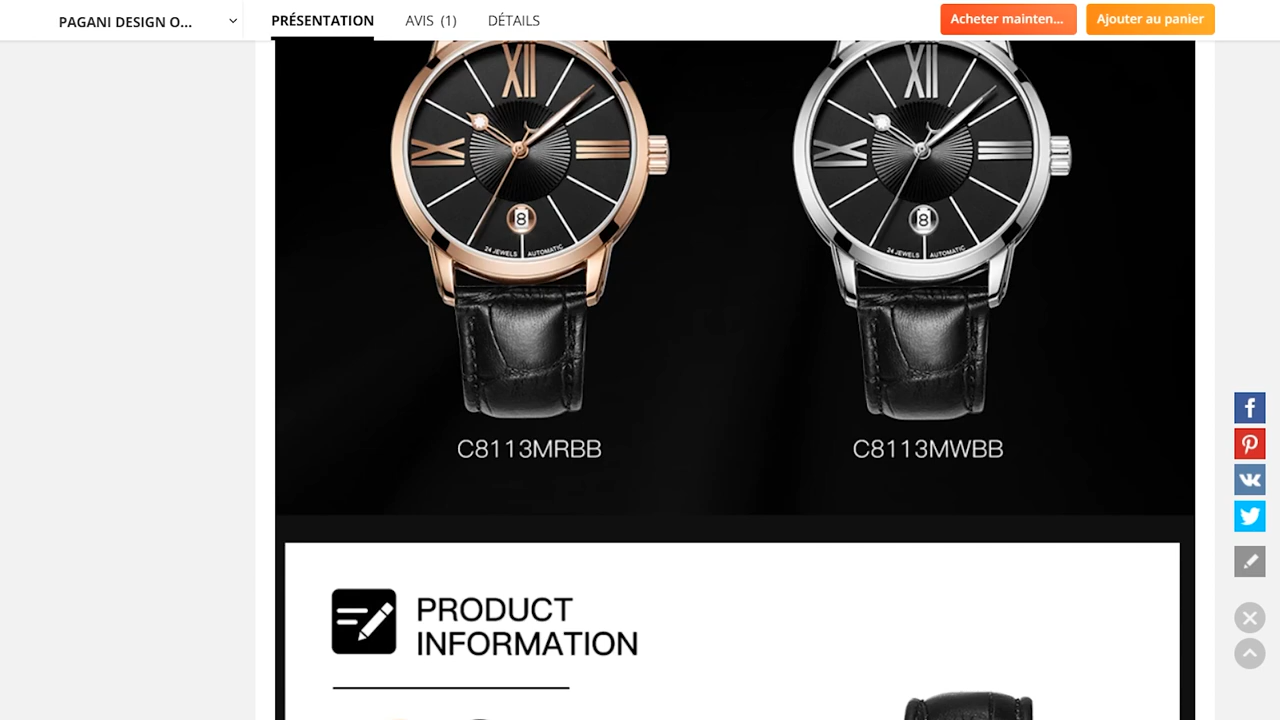 PAGANI DESIGN O...
PRÉSENTATION
AVIS (1)
DÉTAILS
Acheter mainten...
Ajouter au panier
XII
XII
8
8
24 JEWELS AUTOMATIC
24 JEWELS AUTOMATIC
C8113MRBB
C8113MWBB
PRODUCT
INFORMATION